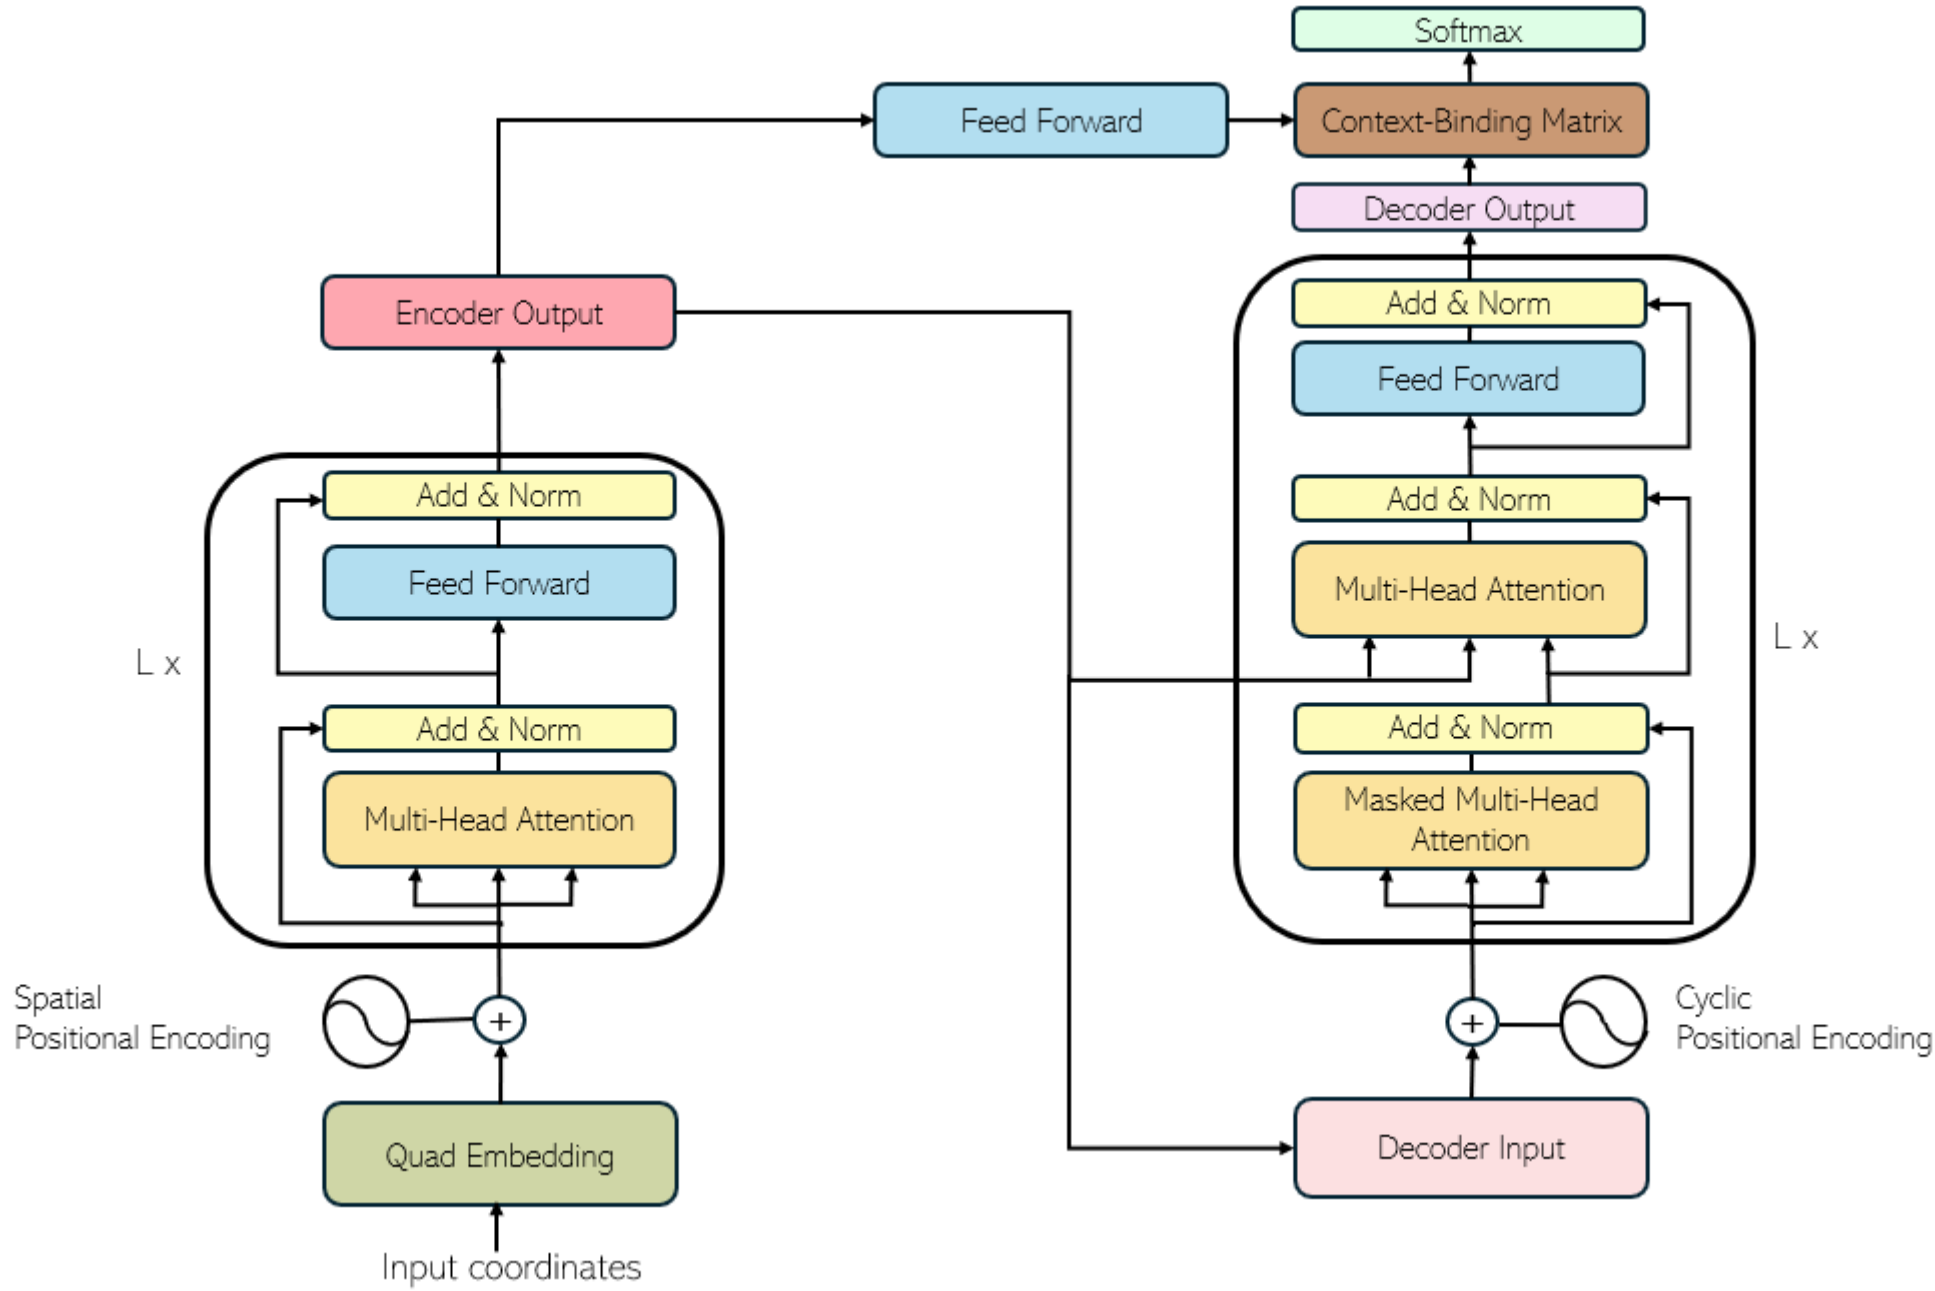 Softmax
Feed Forward
Context-Binding Matrix
Decoder Output
Encoder Output
Add & Norm
Feed Forward
Multi-Head Attention
Add & Norm
L x
Add & Norm
Feed Forward
Add & Norm
Multi-Head Attention
L x
Add & Norm
Masked Multi-Head
Attention
Spatial
Positional Encoding
+
Quad Embedding
Input coordinates
+
Cyclic
Positional Encoding
Decoder Input